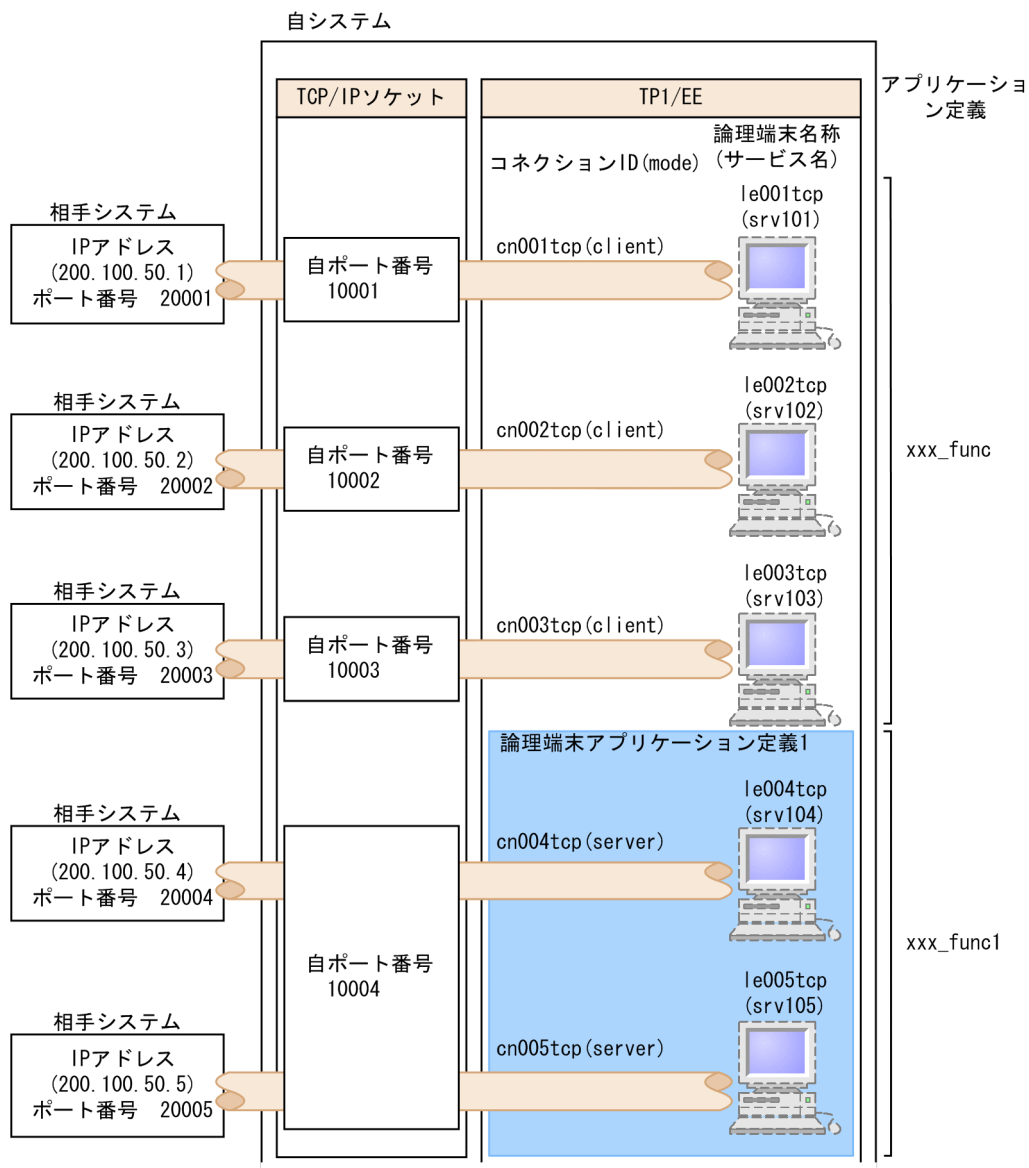 自システム
アプリケーショ
ン定義
TCP/IPソケット
TP1/EE
論理端末名称
コネクションID(mode) (サービス名)
相手システム
IPアドレス
(200.100.50.1)
ポート番号 20001
自ポート番号
10001
cn001tcp(client)
le001tcp
(srv101)
相手システム
IPアドレス
(200.100.50.2)
ポート番号 20002
自ポート番号
10002
cn002tcp(client)
le002tcp
(srv102)
xxx_func
相手システム
IPアドレス
(200.100.50.3)
ポート番号 20003
自ポート番号
10003
cn003tcp(client)
le003tcp
(srv103)
論理端末アプリケーション定義1
相手システム
IPアドレス
(200.100.50.4)
ポート番号 20004
cn004tcp(server)
le004tcp
(srv104)
自ポート番号
10004
xxx_func1
相手システム
IPアドレス
(200.100.50.5)
ポート番号 20005
cn005tcp(server)
le005tcp
(srv105)